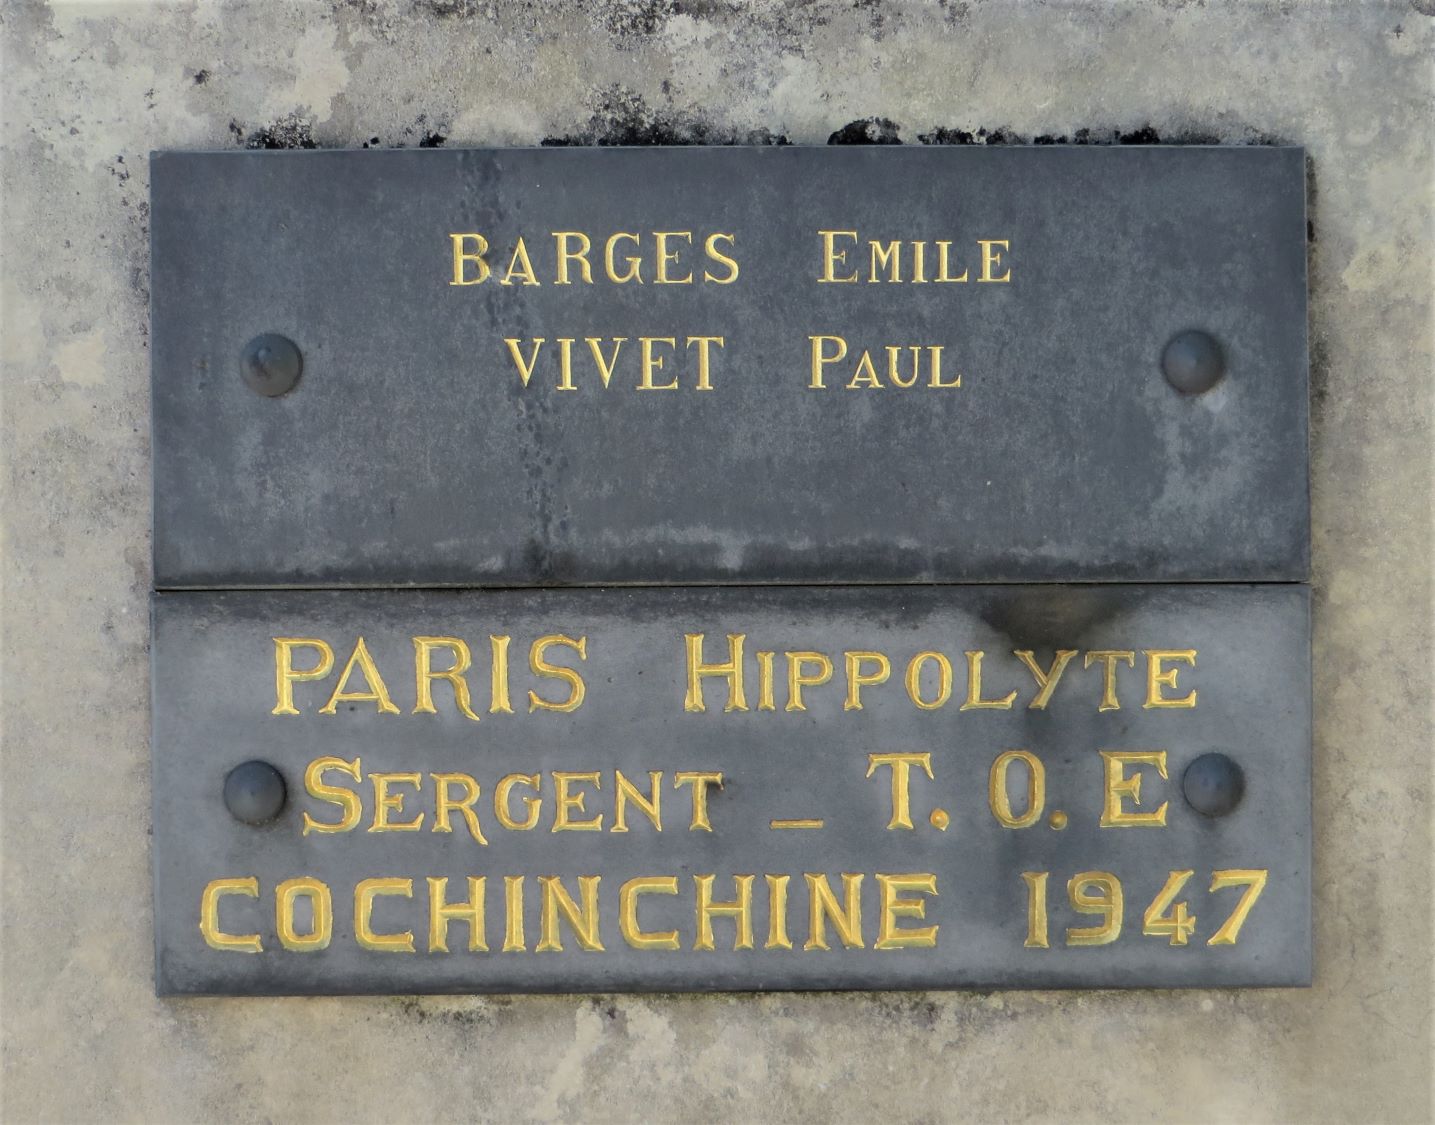 BARGES EMILE
VIVET PAUL
PARIS HIPPOLYTE
SERGENT _ T.O.E
COCHINCHINE 1947